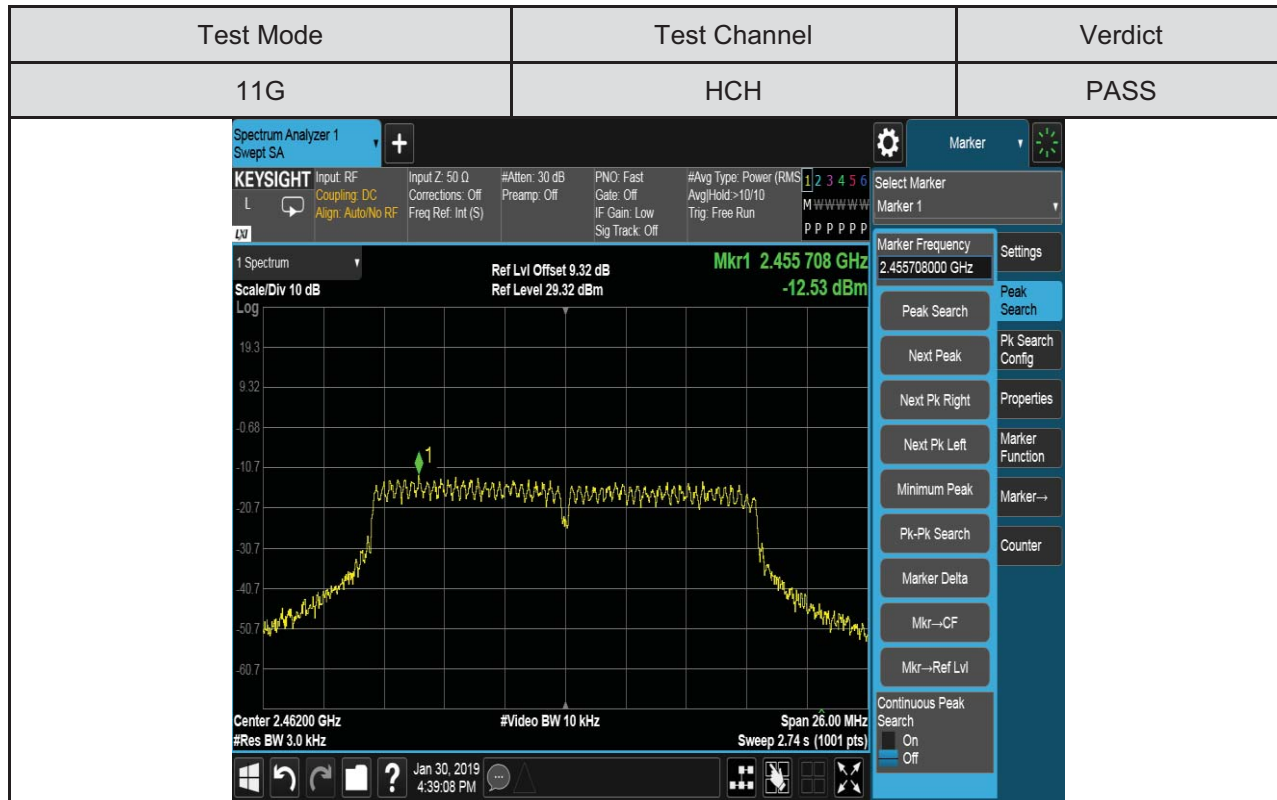 Test Mode Test Channel Verdict
11G HCH PASS
Spectrum Analyzer 1
Swept SA
+
Marker
KEYSIGHT Input: RF Input Z: 50 Ω #Atten: 30 dB PNO: Fast #Avg Type: Power (RMS 1 2 3 4 5 6
L Coupling: DC Corrections: Off Preamp: Off Gate: Off Avg|Hold:>10/10 M W W W W W
Align: Auto/No RF Freq Ref: Int (S) IF Gain: Low Trig: Free Run
LXI Sig Track: Off P P P P P P
Select Marker
Marker 1
1 Spectrum Ref Lvl Offset 9.32 dB Mkr1 2.455 708 GHz
Scale/Div 10 dB Ref Level 29.32 dBm -12.53 dBm
Log
19.3
9.32
-0.68
-10.7
-20.7
-30.7
-40.7
-50.7
-60.7
1
Center 2.46200 GHz #Video BW 10 kHz Span 26.00 MHz
#Res BW 3.0 kHz Sweep 2.74 s (1001 pts)
Marker Frequency
2.455708000 GHz
Peak Search
Next Peak
Next Pk Right
Next Pk Left
Minimum Peak
Pk-Pk Search
Marker Delta
Mkr→CF
Mkr→Ref Lvl
Continuous Peak
Search
On
Off
Settings
Peak
Search
Pk Search
Config
Properties
Marker
Function
Marker→
Counter
? Jan 30, 2019
4:39:08 PM